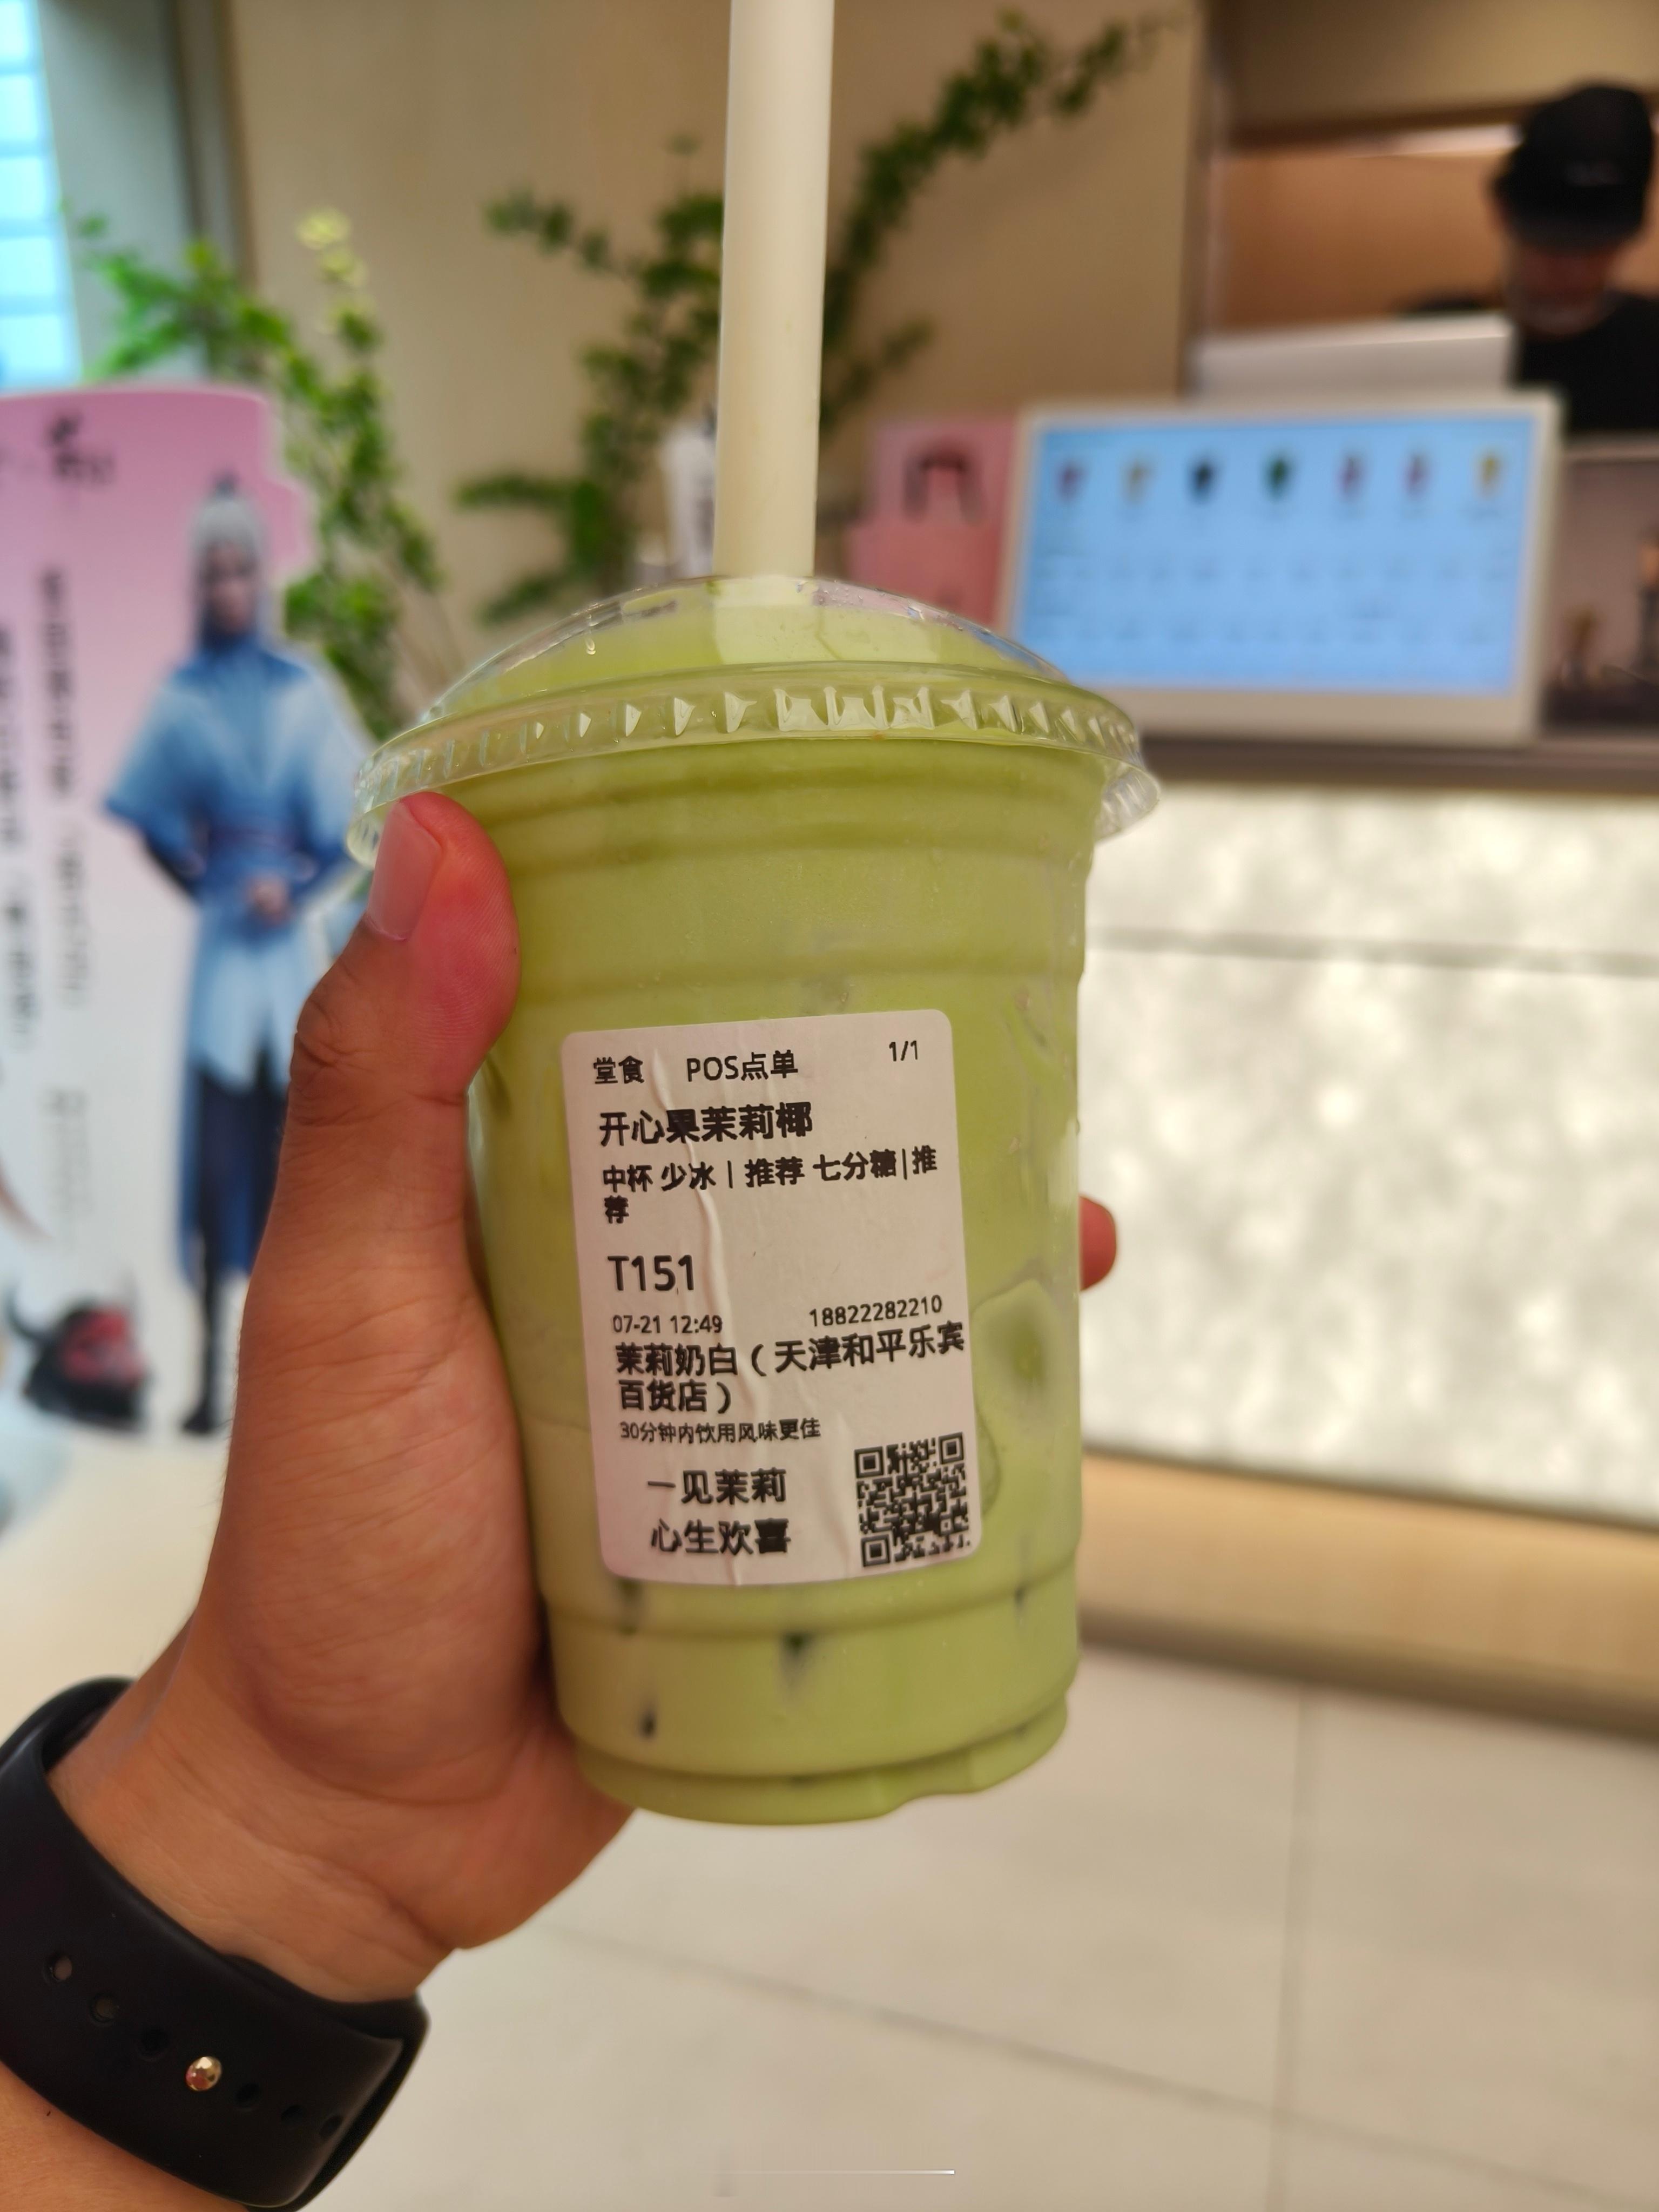 堂食 POS点单 1/1
开心果茉莉椰
中杯 少冰 | 推荐 七分糖|推
荐
T151
07-21 12:49 18822282210
茉莉奶白（天津和平乐宾
百货店）
30分钟内饮用风味更佳
一见茉莉
心生欢喜